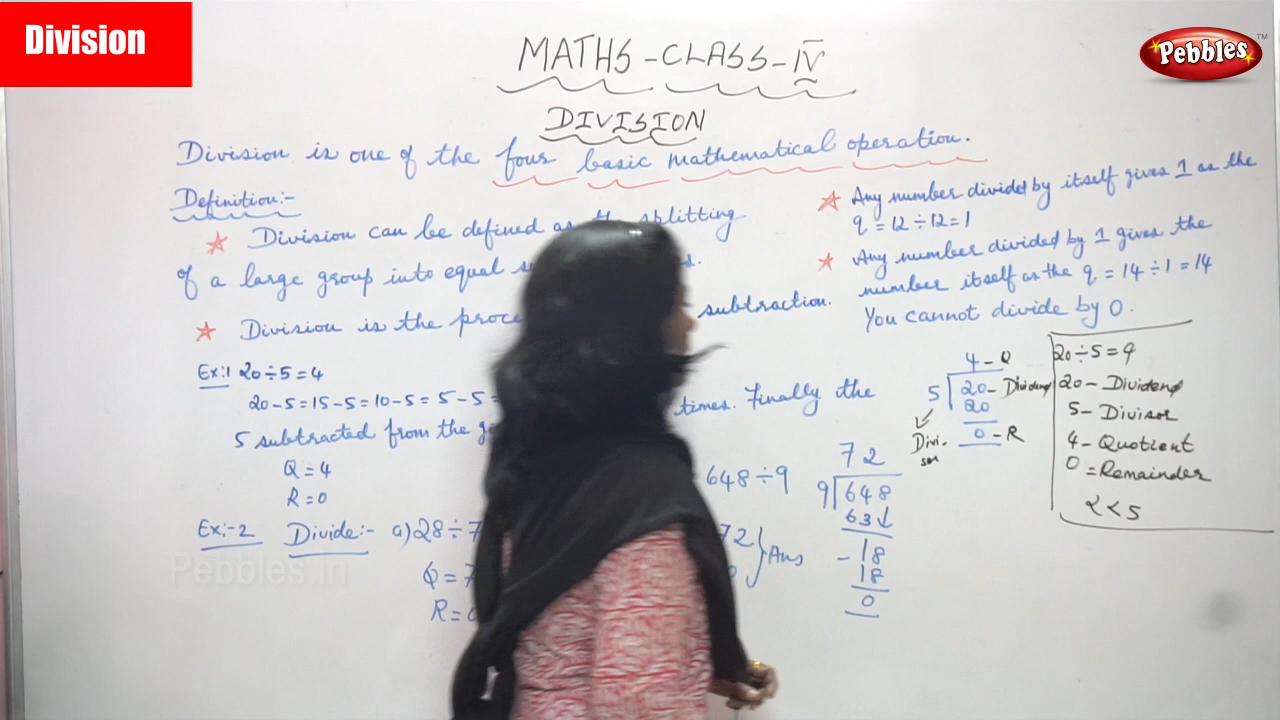 Division
Pebbles
TM
MATHS - CLASS - IV
DIVISION
Division is one of the four basic mathematical operation.
Definition:-
Division can be defined as splitting
of a large group into equal
Division is the subtraction.
Ex:1 20÷5=4
20-5=15-5=10-5=5-5=
times. Finally the
5 subtracted from the
Q=4
R=0
Ex:-2 Divide:- a) 28÷7
R=
648÷9
72
Ans
72
9 648
63↓
-18
18
0
Any number divided by itself gives 1 as the
q = 12÷12=1
Any number divided by 1 gives the
number itself as the q = 14÷1=14
You cannot divide by 0.
4-Q
5 20-Dividend
20
0-R
Divi-
sor
20÷5=4
20-Dividend
5-Divisor
4-Quotient
0=Remainder
r<5
Pebbles.in